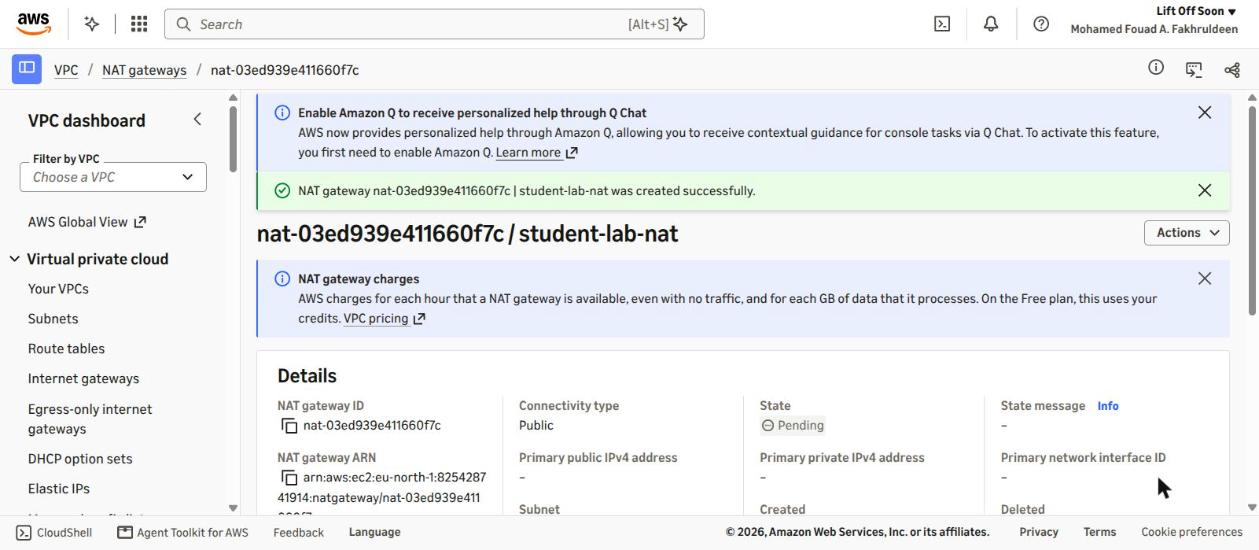 aws
Search [Alt+S]
Lift Off Soon ▼
Mohamed Fouad A. Fakhruldeen
VPC / NAT gateways / nat-03ed939e411660f7c
VPC dashboard
Filter by VPC
Choose a VPC
AWS Global View
Virtual private cloud
Your VPCs
Subnets
Route tables
Internet gateways
Egress-only internet
gateways
DHCP option sets
Elastic IPs
Enable Amazon Q to receive personalized help through Q Chat
AWS now provides personalized help through Amazon Q, allowing you to receive contextual guidance for console tasks via Q Chat. To activate this feature,
you first need to enable Amazon Q. Learn more
NAT gateway nat-03ed939e411660f7c | student-lab-nat was created successfully.
nat-03ed939e411660f7c / student-lab-nat
Actions
NAT gateway charges
AWS charges for each hour that a NAT gateway is available, even with no traffic, and for each GB of data that it processes. On the Free plan, this uses your
credits. VPC pricing
Details
NAT gateway ID
nat-03ed939e411660f7c
Connectivity type
Public
State
Pending
State message Info
–
NAT gateway ARN
arn:aws:ec2:eu-north-1:8254287
41914:natgateway/nat-03ed939e411
Primary public IPv4 address
–
Primary private IPv4 address
–
Primary network interface ID
–
Subnet
Created
Deleted
CloudShell
Agent Toolkit for AWS
Feedback
Language
© 2026, Amazon Web Services, Inc. or its affiliates.
Privacy
Terms
Cookie preferences